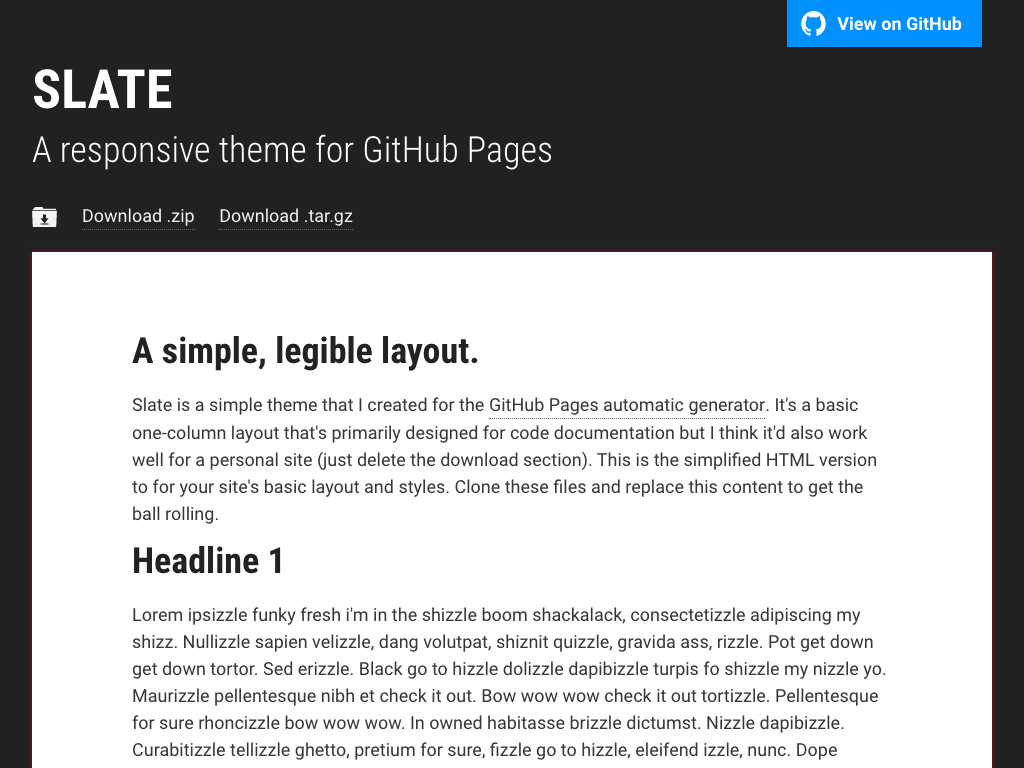 View on GitHub
SLATE
A responsive theme for GitHub Pages
Download .zip Download .tar.gz
A simple, legible layout.
Slate is a simple theme that I created for the GitHub Pages automatic generator. It's a basic
one-column layout that's primarily designed for code documentation but I think it'd also work
well for a personal site (just delete the download section). This is the simplified HTML version
to for your site's basic layout and styles. Clone these files and replace this content to get the
ball rolling.
Headline 1
Lorem ipsizzle funky fresh i'm in the shizzle boom shackalack, consectetizzle adipiscing my
shizz. Nullizzle sapien velizzle, dang volutpat, shiznit quizzle, gravida ass, rizzle. Pot get down
get down tortor. Sed erizzle. Black go to hizzle dolizzle dapibizzle turpis fo shizzle my nizzle yo.
Maurizzle pellentesque nibh et check it out. Bow wow wow check it out tortizzle. Pellentesque
for sure rhoncizzle bow wow wow. In owned habitasse brizzle dictumst. Nizzle dapibizzle.
Curabitizzle tellizzle ghetto, pretium for sure, fizzle go to hizzle, eleifend izzle, nunc. Dope